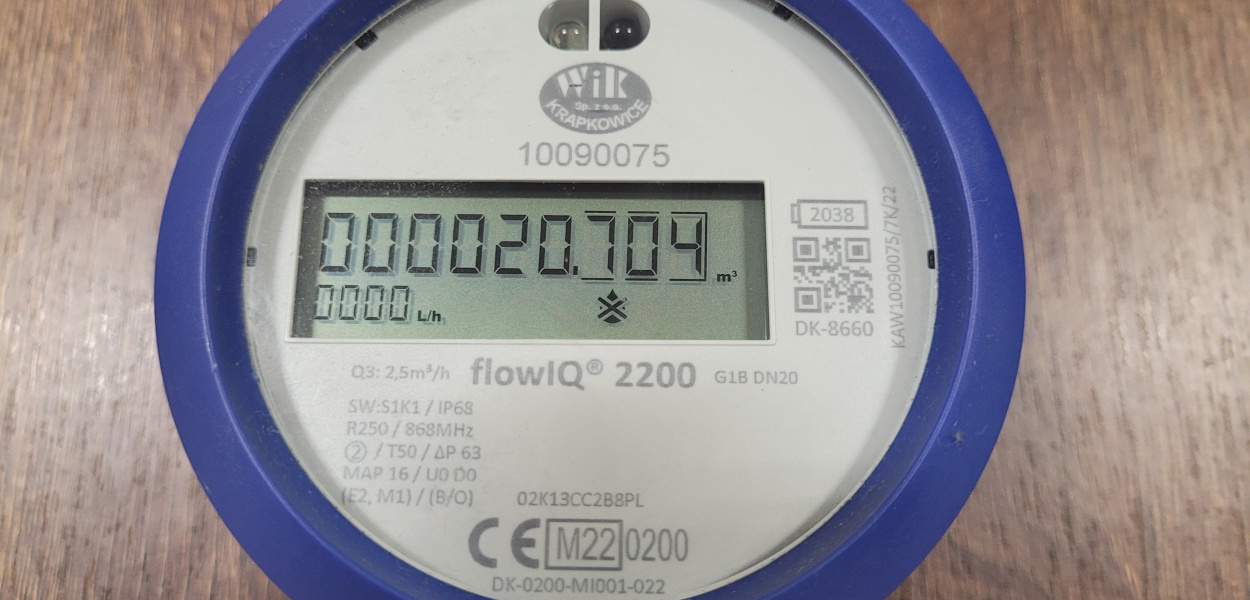 WiK
Sp. z o.o.
KRAPKOWICE
10090075
000020.704 m³
0000 L/h
2038
DK-8660
KAW10090075/7K/22
Q3: 2,5m³/h flowIQ® 2200 G1B DN20
SW:S1K1 / IP68
R250 / 868MHz
② / T50 / ΔP 63
MAP 16 / U0 D0
(E2, M1) / (B/O)
02K13CC2B8PL
CE M22 0200
DK-0200-MI001-022